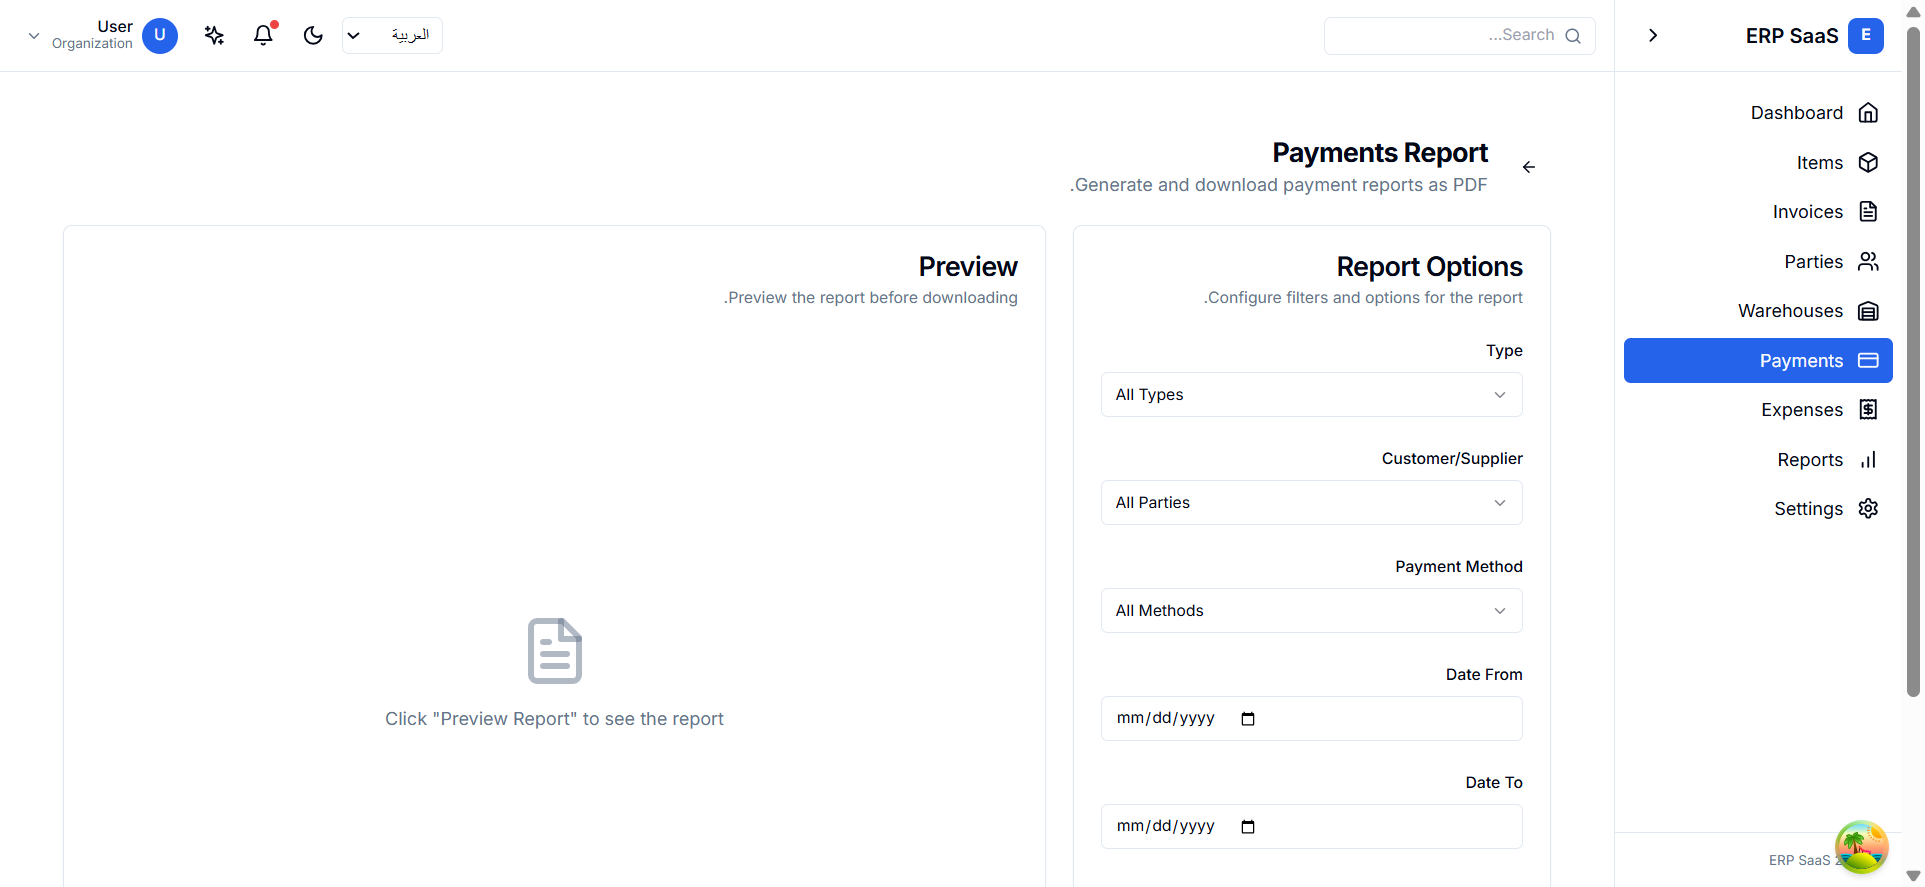 User
Organization
U
العربية
...Search
ERP SaaS
E
Dashboard
Items
Invoices
Parties
Warehouses
Payments
Expenses
Reports
Settings
Payments Report
.Generate and download payment reports as PDF
Report Options
.Configure filters and options for the report
Type
All Types
Customer/Supplier
All Parties
Payment Method
All Methods
Date From
mm/dd/yyyy
Date To
mm/dd/yyyy
Preview
.Preview the report before downloading
Click "Preview Report" to see the report
ERP SaaS